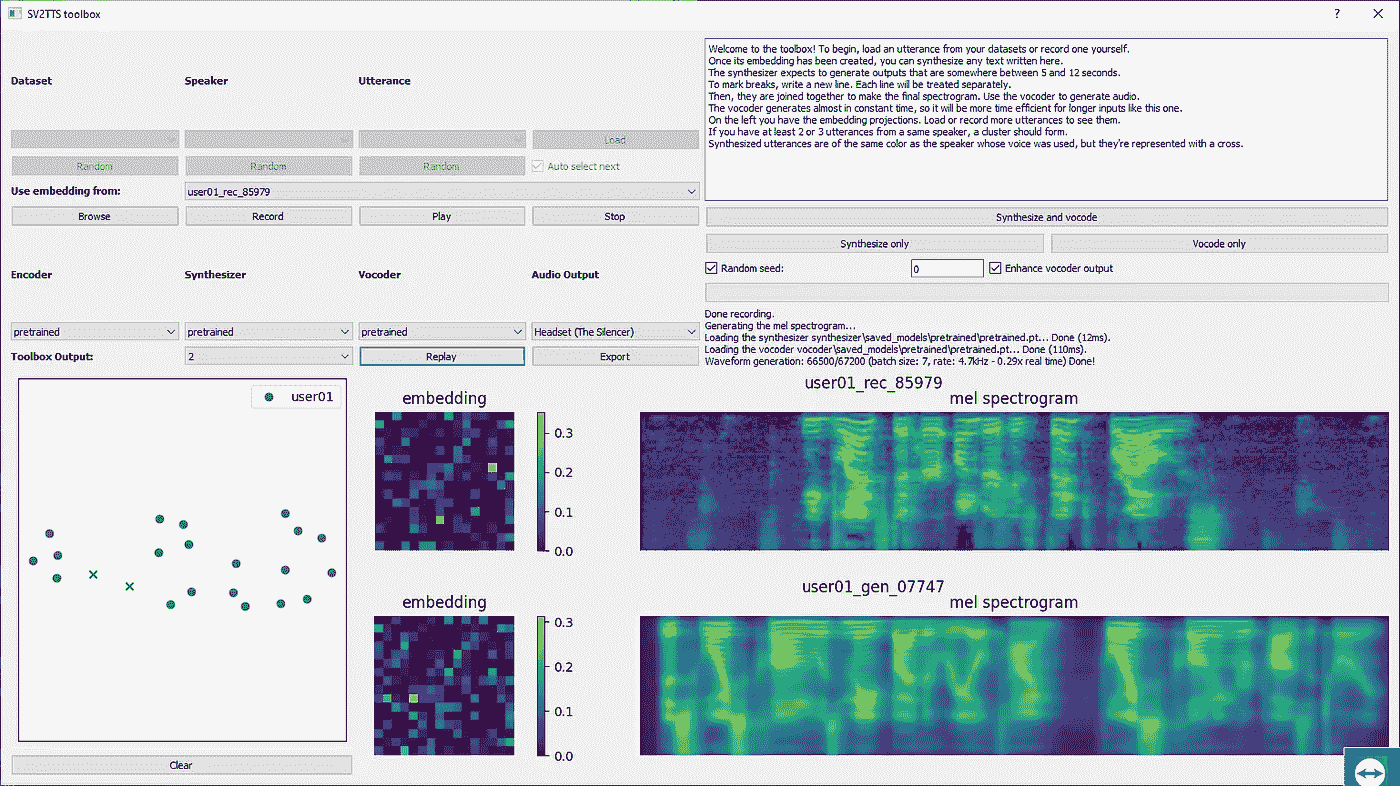 SV2TTS toolbox
?
Dataset
Speaker
Utterance
Load
Random
Random
Random
Auto select next
Use embedding from:
user01_rec_85979
Browse
Record
Play
Stop
Encoder
Synthesizer
Vocoder
Audio Output
pretrained
pretrained
pretrained
Headset (The Silencer)
Toolbox Output:
2
Replay
Export
Welcome to the toolbox! To begin, load an utterance from your datasets or record one yourself.
Once its embedding has been created, you can synthesize any text written here.
The synthesizer expects to generate outputs that are somewhere between 5 and 12 seconds.
To mark breaks, write a new line. Each line will be treated separately.
Then, they are joined together to make the final spectrogram. Use the vocoder to generate audio.
The vocoder generates almost in constant time, so it will be more time efficient for longer inputs like this one.
On the left you have the embedding projections. Load or record more utterances to see them.
If you have at least 2 or 3 utterances from a same speaker, a cluster should form.
Synthesized utterances are of the same color as the speaker whose voice was used, but they're represented with a cross.
Synthesize and vocode
Synthesize only
Vocode only
Random seed:
0
Enhance vocoder output
Done recording.
Generating the mel spectrogram...
Loading the synthesizer synthesizer\saved_models\pretrained\pretrained.pt... Done (12ms).
Loading the vocoder vocoder\saved_models\pretrained\pretrained.pt... Done (110ms).
Waveform generation: 66500/67200 (batch size: 7, rate: 4.7kHz - 0.29x real time) Done!
user01
user01_rec_85979
embedding
mel spectrogram
0.3
0.2
0.1
0.0
user01_gen_07747
embedding
mel spectrogram
0.3
0.2
0.1
0.0
Clear